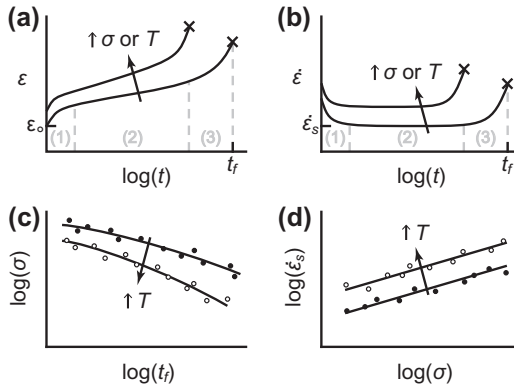 (a)
↑ σ or T
ε
ε₀
(1)
(2)
(3)
t_f
log(t)
(b)
↑ σ or T
ε̇
ε̇_s
(1)
(2)
(3)
t_f
log(t)
(c)
log(σ)
↑ T
log(t_f)
(d)
log(ε̇_s)
↑ T
log(σ)